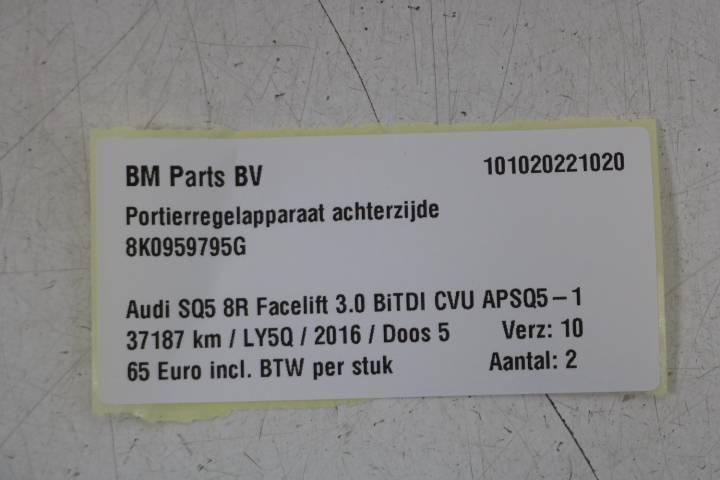 BM Parts BV 101020221020
Portierregelapparaat achterzijde
8K0959795G
Audi SQ5 8R Facelift 3.0 BiTDI CVU APSQ5-1
37187 km / LY5Q / 2016 / Doos 5 Verz: 10
65 Euro incl. BTW per stuk Aantal: 2